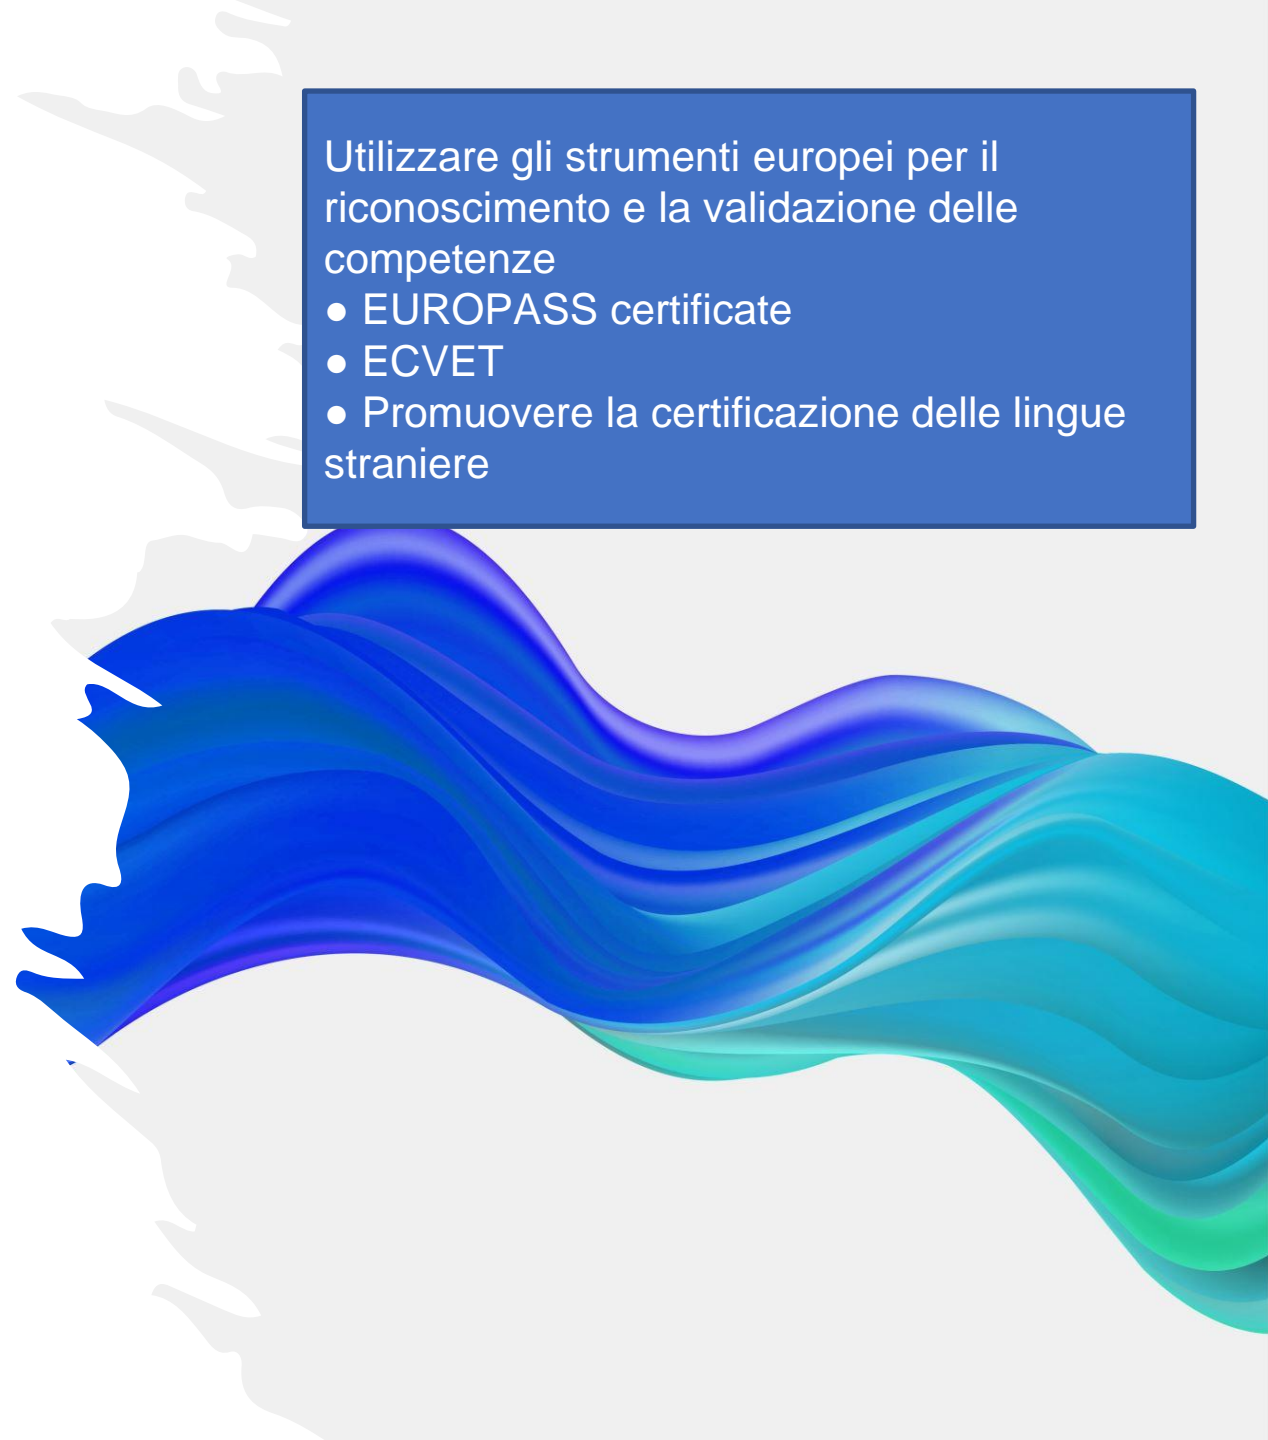 Utilizzare gli strumenti europei per il
riconoscimento e la validazione delle
competenze
● EUROPASS certificate
● ECVET
● Promuovere la certificazione delle lingue
straniere